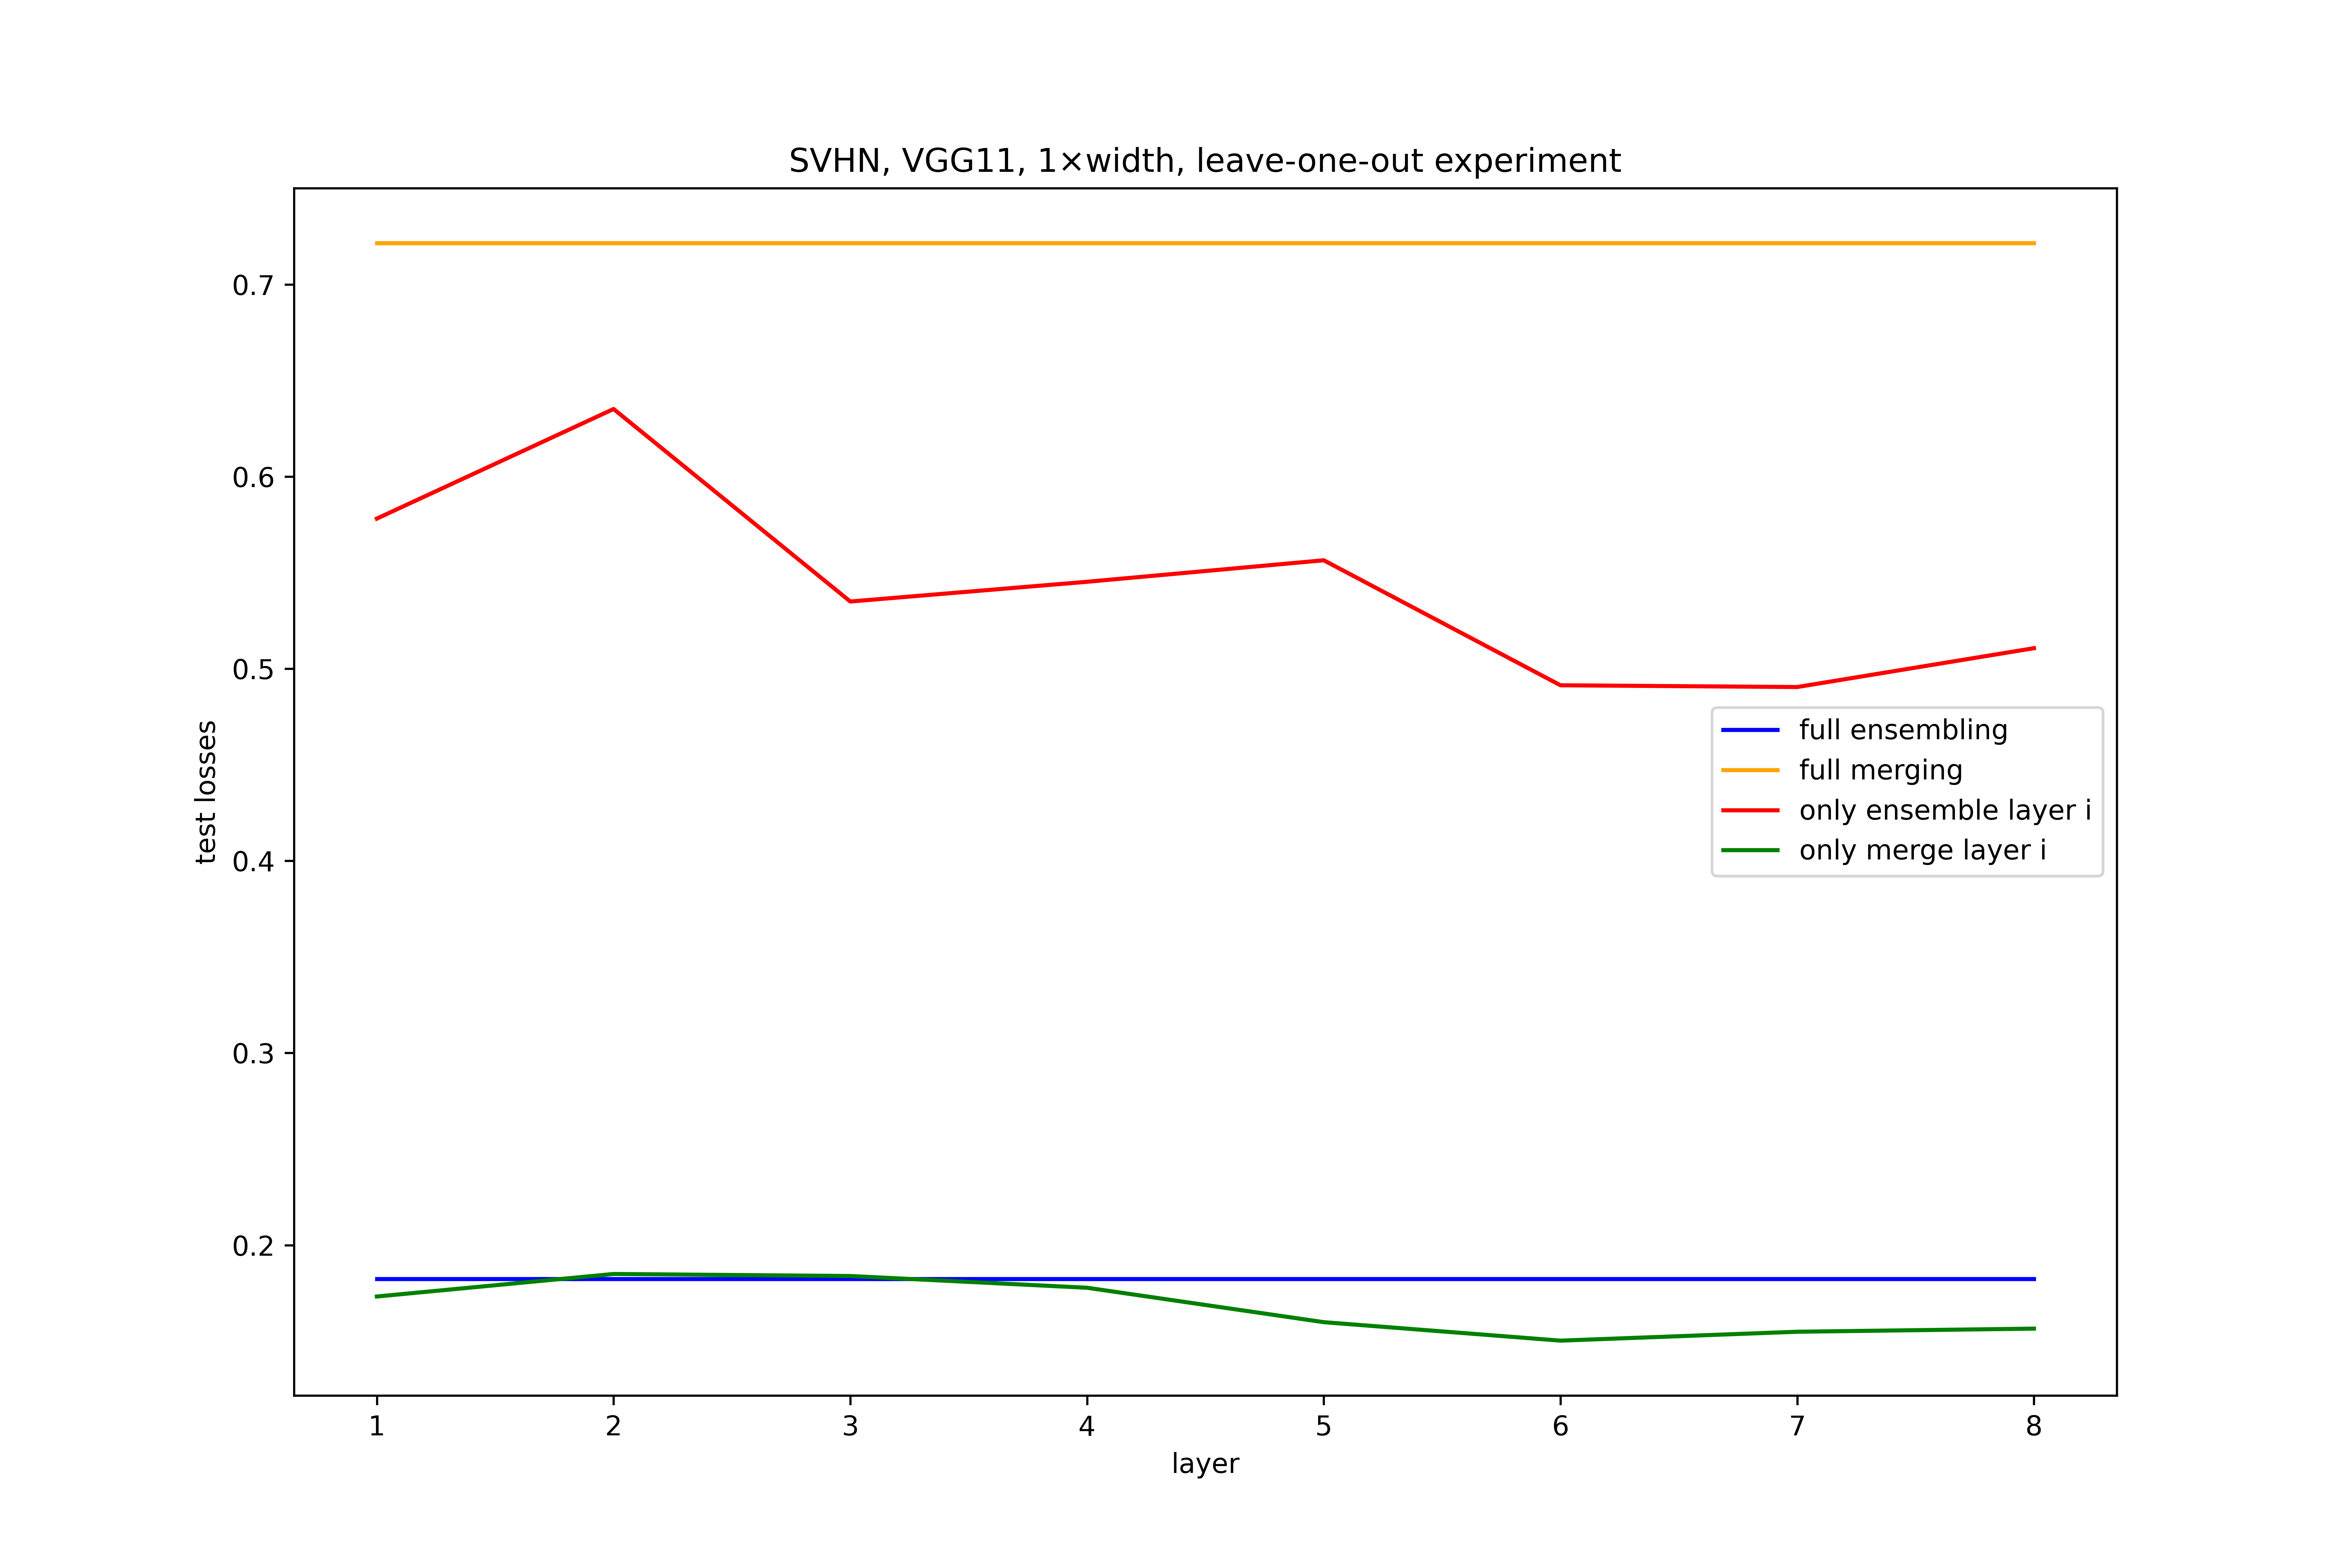 SVHN, VGG11, 1×width, leave-one-out experiment
0.7
0.6
0.5
0.4
0.3
0.2
test losses
full ensembling
full merging
only ensemble layer i
only merge layer i
1 2 3 4 5 6 7 8
layer